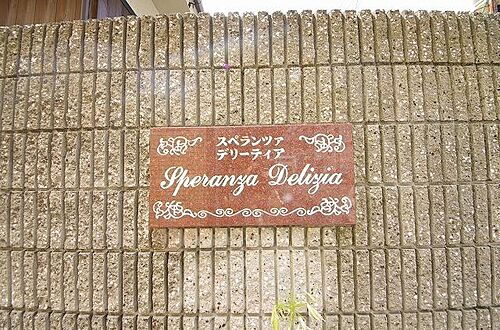 スペランツァ
デリーティア
Speranza Delizia